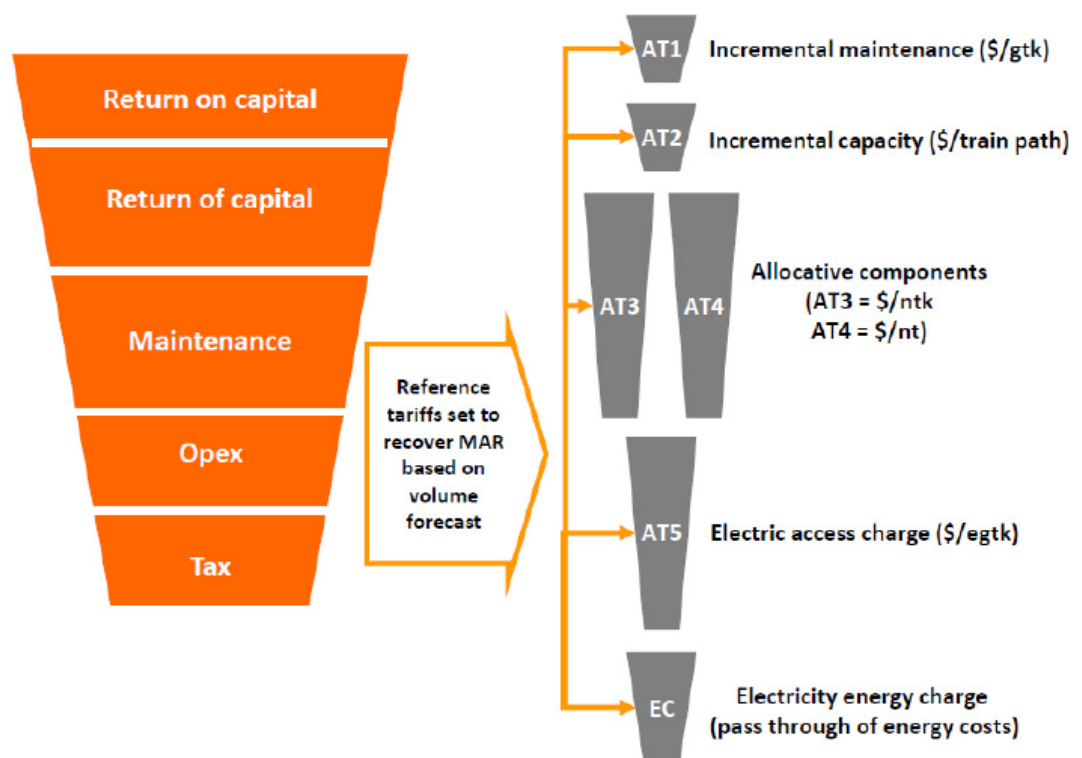 Return on capital
Return of capital
Maintenance
Opex
Tax
Reference
tariffs set to
recover MAR
based on
volume
forecast
AT1
Incremental maintenance ($/gtk)
AT2
Incremental capacity ($/train path)
AT3
AT4
Allocative components
(AT3 = $/ntk
AT4 = $/nt)
AT5
Electric access charge ($/egtk)
EC
Electricity energy charge
(pass through of energy costs)